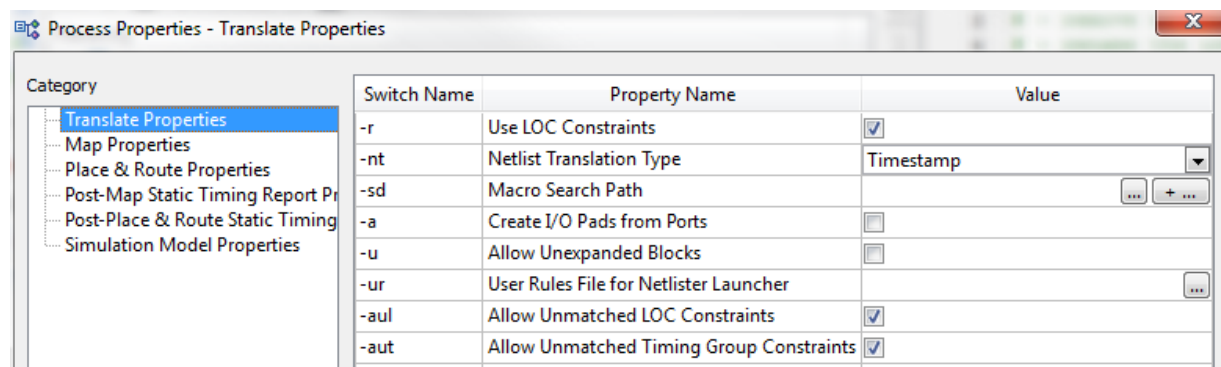 Process Properties - Translate Properties
Category
Translate Properties
Map Properties
Place & Route Properties
Post-Map Static Timing Report Pr
Post-Place & Route Static Timing
Simulation Model Properties
Switch Name Property Name Value
-r Use LOC Constraints
-nt Netlist Translation Type Timestamp
-sd Macro Search Path ... + ...
-a Create I/O Pads from Ports
-u Allow Unexpanded Blocks
-ur User Rules File for Netlister Launcher ...
-aul Allow Unmatched LOC Constraints
-aut Allow Unmatched Timing Group Constraints